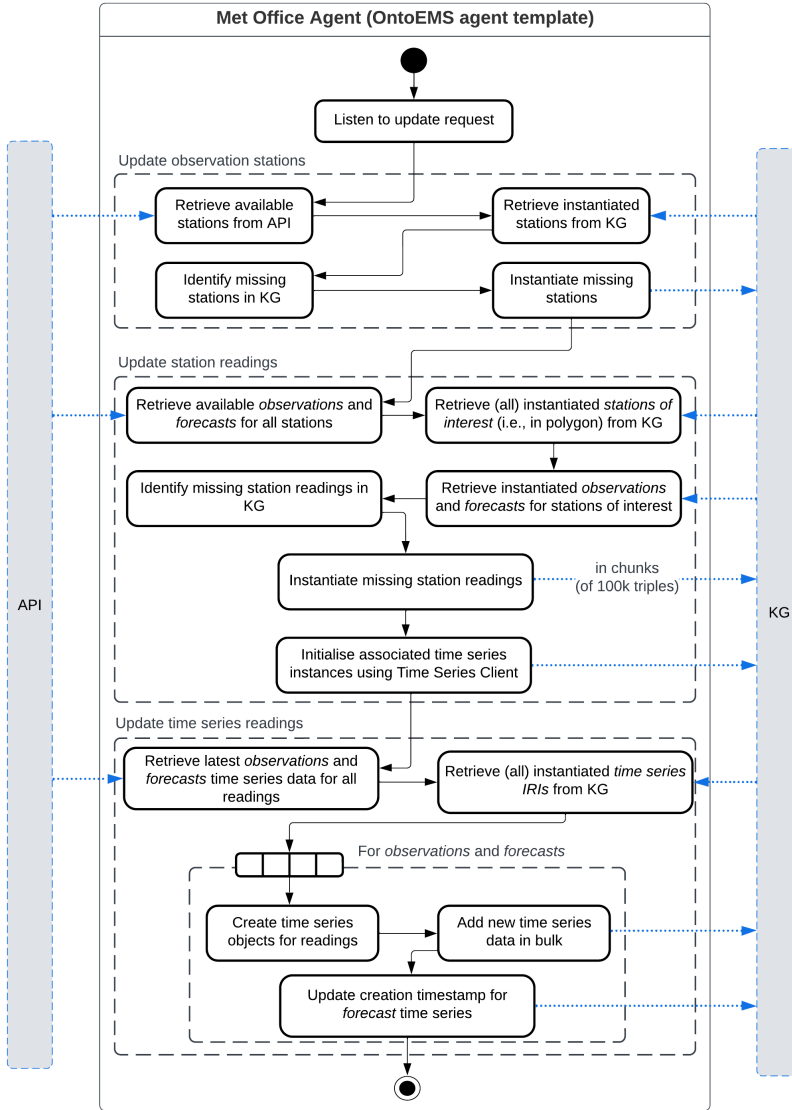 Met Office Agent (OntoEMS agent template)
Listen to update request
Update observation stations
Retrieve available
stations from API
Retrieve instantiated
stations from KG
Identify missing
stations in KG
Instantiate missing
stations
Update station readings
Retrieve available observations and
forecasts for all stations
Retrieve (all) instantiated stations of
interest (i.e., in polygon) from KG
Identify missing station readings in
KG
Retrieve instantiated observations
and forecasts for stations of interest
Instantiate missing station readings
in chunks
(of 100k triples)
API
KG
Initialise associated time series
instances using Time Series Client
Update time series readings
Retrieve latest observations and
forecasts time series data for all
readings
Retrieve (all) instantiated time series
IRIs from KG
For observations and forecasts
Create time series
objects for readings
Add new time series
data in bulk
Update creation timestamp for
forecast time series